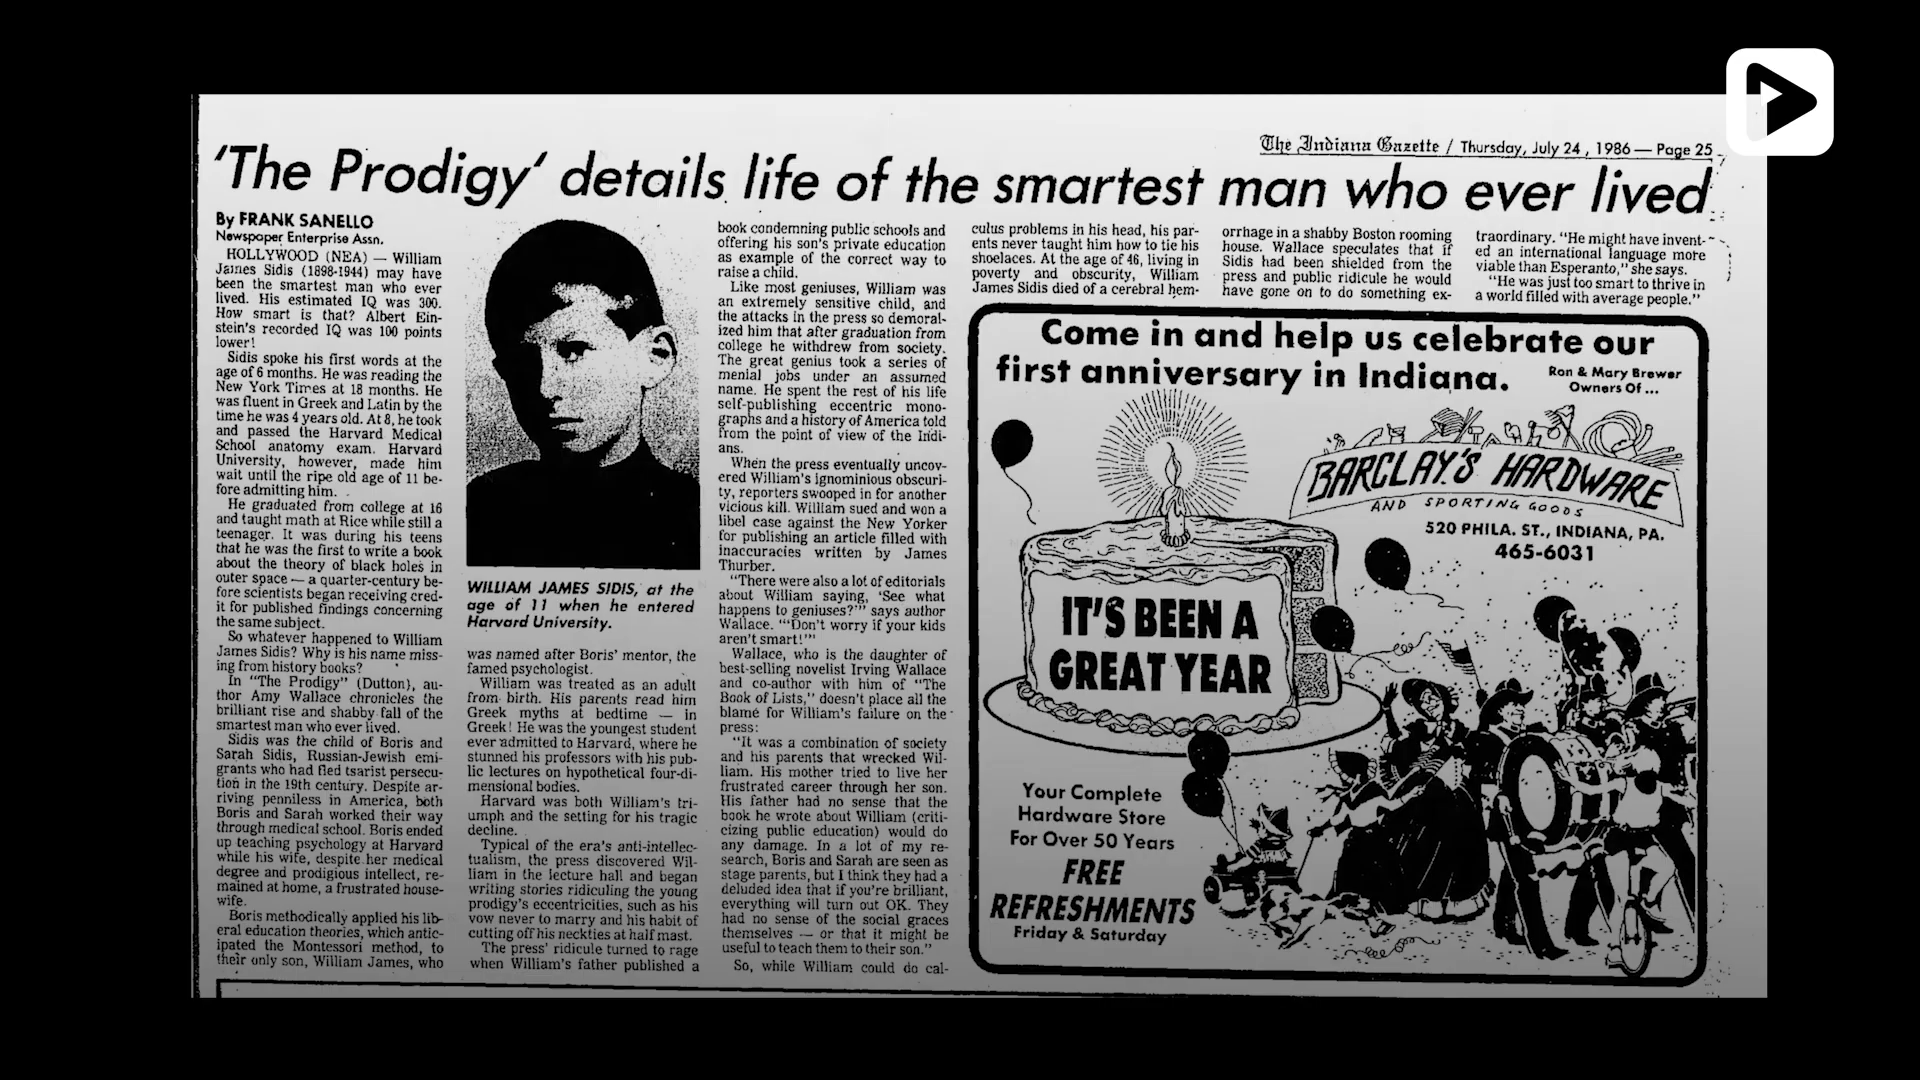 The Indiana Gazette / Thursday, July 24, 1986 — Page 25
'The Prodigy' details life of the smartest man who ever lived
By FRANK SANELLO
Newspaper Enterprise Assn.
HOLLYWOOD (NEA) — William
James Sidis (1898-1944) may have
been the smartest man who ever
lived. His estimated IQ was 300.
How smart is that? Albert Ein-
stein's recorded IQ was 100 points
lower!
Sidis spoke his first words at the
age of 6 months. He was reading the
New York Times at 18 months. He
was fluent in Greek and Latin by the
time he was 4 years old. At 8, he took
and passed the Harvard Medical
School anatomy exam. Harvard
University, however, made him
wait until the ripe old age of 11 be-
fore admitting him.
He graduated from college at 16
and taught math at Rice while still a
teenager. It was during his teens
that he was the first to write a book
about the theory of black holes in
outer space — a quarter-century be-
fore scientists began receiving cred-
it for published findings concerning
the same subject.
So whatever happened to William
James Sidis? Why is his name miss-
ing from history books?
In "The Prodigy" (Dutton), au-
thor Amy Wallace chronicles the
brilliant rise and shabby fall of the
smartest man who ever lived.
Sidis was the child of Boris and
Sarah Sidis, Russian-Jewish emi-
grants who had fled tsarist persecu-
tion in the 19th century. Despite ar-
riving penniless in America, both
Boris and Sarah worked their way
through medical school. Boris ended
up teaching psychology at Harvard
while his wife, despite her medical
degree and prodigious intellect, re-
mained at home, a frustrated house-
wife.
Boris methodically applied his lib-
eral education theories, which antic-
ipated the Montessori method, to
their only son, William James, who
WILLIAM JAMES SIDIS, at the
age of 11 when he entered
Harvard University.
was named after Boris' mentor, the
famed psychologist.
William was treated as an adult
from birth. His parents read him
Greek myths at bedtime — in
Greek! He was the youngest student
ever admitted to Harvard, where he
stunned his professors with his pub-
lic lectures on hypothetical four-di-
mensional bodies.
Harvard was both William's tri-
umph and the setting for his tragic
decline.
Typical of the era's anti-intellec-
tualism, the press discovered Wil-
liam in the lecture hall and began
writing stories ridiculing the young
prodigy's eccentricities, such as his
vow never to marry and his habit of
cutting off his neckties at half mast.
The press' ridicule turned to rage
when William's father published a
book condemning public schools and
offering his son's private education
as example of the correct way to
raise a child.
Like most geniuses, William was
an extremely sensitive child, and
the attacks in the press so demoral-
ized him that after graduation from
college he withdrew from society.
The great genius took a series of
menial jobs under an assumed
name. He spent the rest of his life
self-publishing eccentric mono-
graphs and a history of America told
from the point of view of the Indi-
ans.
When the press eventually uncov-
ered William's ignominious obscuri-
ty, reporters swooped in for another
vicious kill. William sued and won a
libel case against the New Yorker
for publishing an article filled with
inaccuracies written by James
Thurber.
"There were also a lot of editorials
about William saying, 'See what
happens to geniuses?'" says author
Wallace. "'Don't worry if your kids
aren't smart!'"
Wallace, who is the daughter of
best-selling novelist Irving Wallace
and co-author with him of "The
Book of Lists," doesn't place all the
blame for William's failure on the
press:
"It was a combination of society
and his parents that wrecked Wil-
liam. His mother tried to live her
frustrated career through her son.
His father had no sense that the
book he wrote about William (criti-
cizing public education) would do
any damage. In a lot of my re-
search, Boris and Sarah are seen as
stage parents, but I think they had a
deluded idea that if you're brilliant,
everything will turn out OK. They
had no sense of the social graces
themselves — or that it might be
useful to teach them to their son."
So, while William could do cal-
culus problems in his head, his par-
ents never taught him how to tie his
shoelaces. At the age of 46, living in
poverty and obscurity, William
James Sidis died of a cerebral hem-
orrhage in a shabby Boston rooming
house. Wallace speculates that if
Sidis had been shielded from the
press and public ridicule he would
have gone on to do something ex-
traordinary. "He might have invent-
ed an international language more
viable than Esperanto," she says.
"He was just too smart to thrive in
a world filled with average people."
Come in and help us celebrate our
first anniversary in Indiana.
Ron & Mary Brewer
Owners Of ...
BARCLAY'S HARDWARE
AND SPORTING GOODS
520 PHILA. ST., INDIANA, PA.
465-6031
IT'S BEEN A
GREAT YEAR
Your Complete
Hardware Store
For Over 50 Years
FREE
REFRESHMENTS
Friday & Saturday